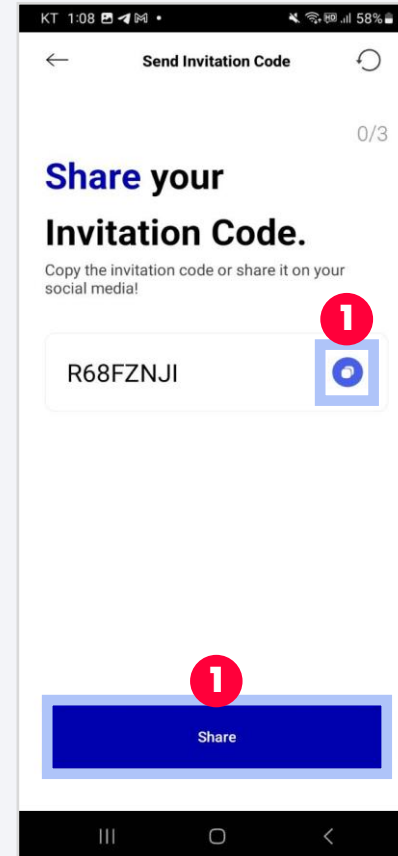 KT 1:08 58%
Send Invitation Code
0/3
Share your
Invitation Code.
Copy the invitation code or share it on your
social media!
1
R68FZNJI
1
Share